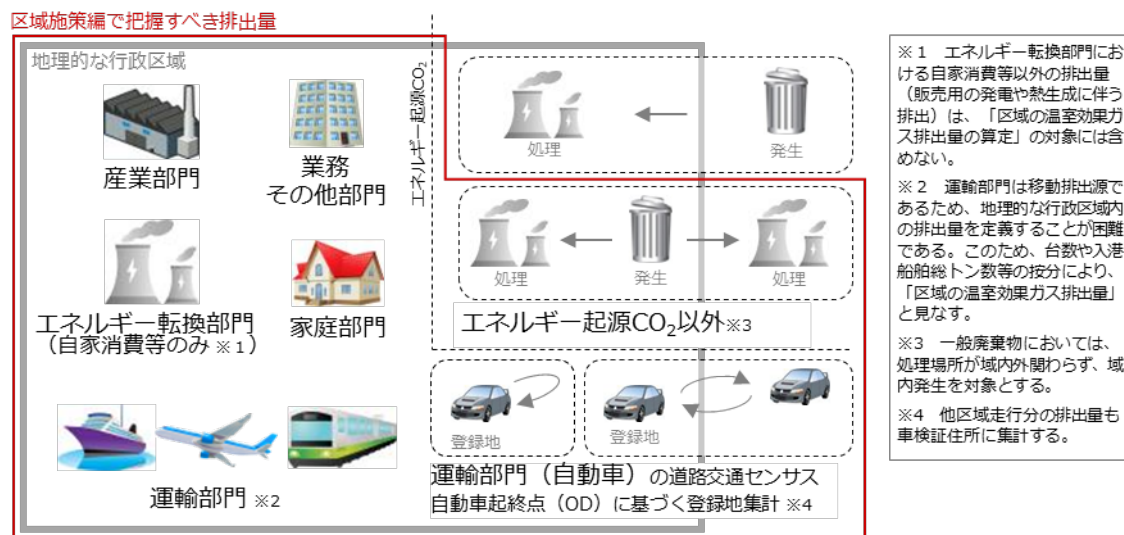 区域施策編で把握すべき排出量
地理的な行政区域
産業部門
業務
その他部門
エネルギー転換部門
（自家消費等のみ ※１）
家庭部門
運輸部門 ※2
エネルギー起源CO₂
処理
発生
処理
発生
処理
エネルギー起源CO₂以外※3
登録地
登録地
運輸部門（自動車）の道路交通センサス
自動車起終点（OD）に基づく登録地集計 ※4
※１　エネルギー転換部門にお
ける自家消費等以外の排出量
（販売用の発電や熱生成に伴う
排出）は、「区域の温室効果ガ
ス排出量の算定」の対象には含
めない。
※２　運輸部門は移動排出源で
あるため、地理的な行政区域内
の排出量を定義することが困難
である。このため、台数や入港
船舶総トン数等の按分により、
「区域の温室効果ガス排出量」
と見なす。
※3　一般廃棄物においては、
処理場所が域内外関わらず、域
内発生を対象とする。
※4　他区域走行分の排出量も
車検証住所に集計する。